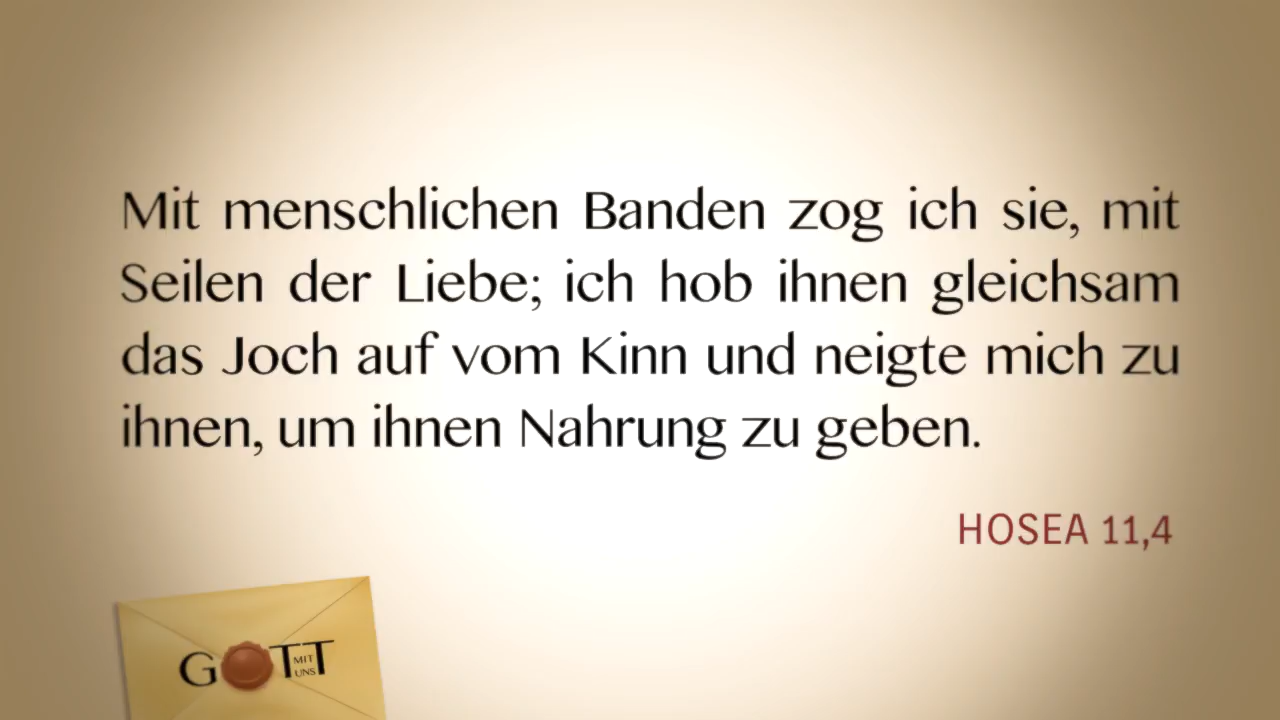 Mit menschlichen Banden zog ich sie, mit
Seilen der Liebe; ich hob ihnen gleichsam
das Joch auf vom Kinn und neigte mich zu
ihnen, um ihnen Nahrung zu geben.
HOSEA 11,4
GOTT
MIT
UNS